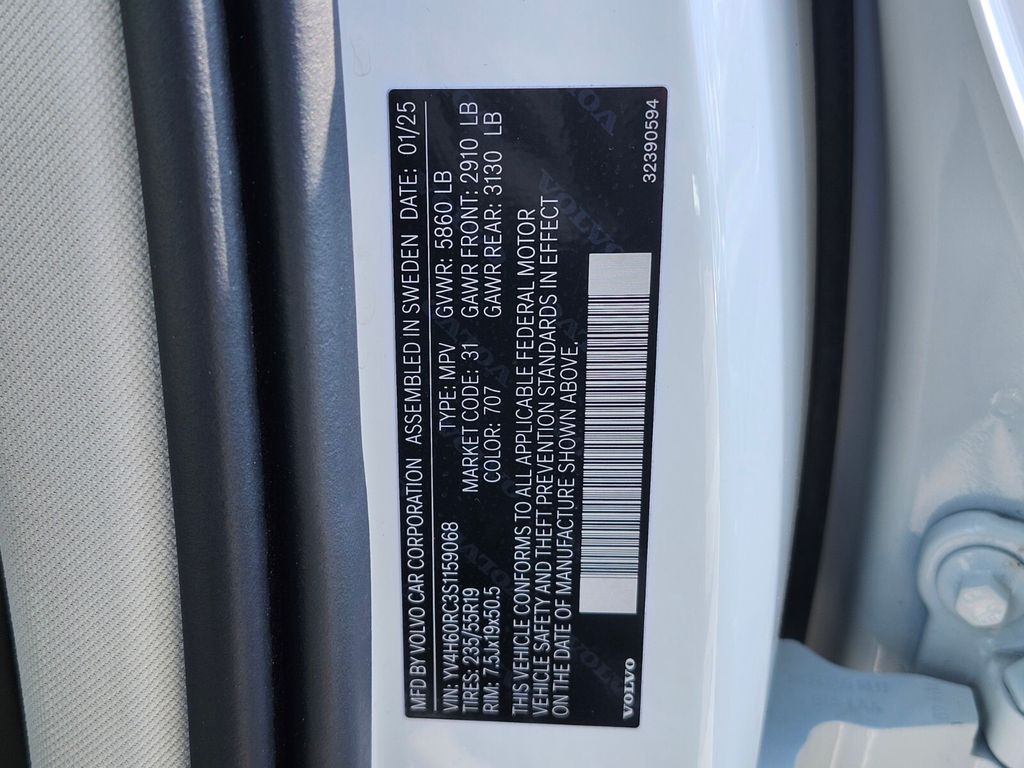 MFD BY VOLVO CAR CORPORATION ASSEMBLED IN SWEDEN DATE: 01/25
VIN: YV4H60RC3S1159068 TYPE: MPV GVWR: 5860 LB
TIRES: 235/55R19 MARKET CODE: 31 GAWR FRONT: 2910 LB
RIM: 7.5Jx19x50.5 COLOR: 707 GAWR REAR: 3130 LB
THIS VEHICLE CONFORMS TO ALL APPLICABLE FEDERAL MOTOR
VEHICLE SAFETY AND THEFT PREVENTION STANDARDS IN EFFECT
ON THE DATE OF MANUFACTURE SHOWN ABOVE.
VOLVO
32390594